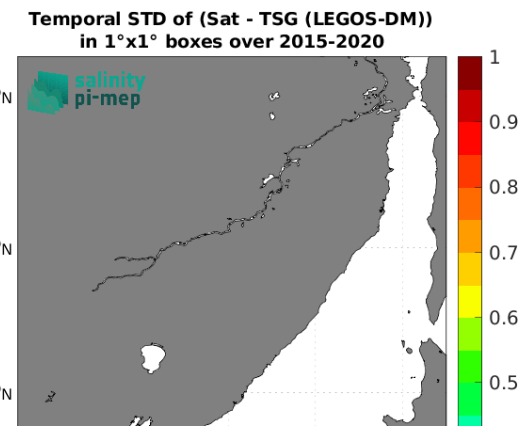 Temporal STD of (Sat - TSG (LEGOS-DM))
in 1°x1° boxes over 2015-2020
salinity
pi-mep
1
0.9
0.8
0.7
0.6
0.5
°N
°N
°N